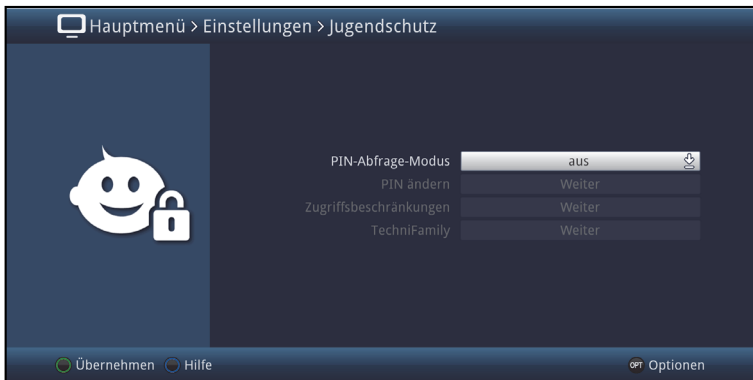 Hauptmenü > Einstellungen > Jugendschutz
PIN-Abfrage-Modus aus
PIN ändern Weiter
Zugriffsbeschränkungen Weiter
TechniFamily Weiter
Übernehmen Hilfe OPT Optionen